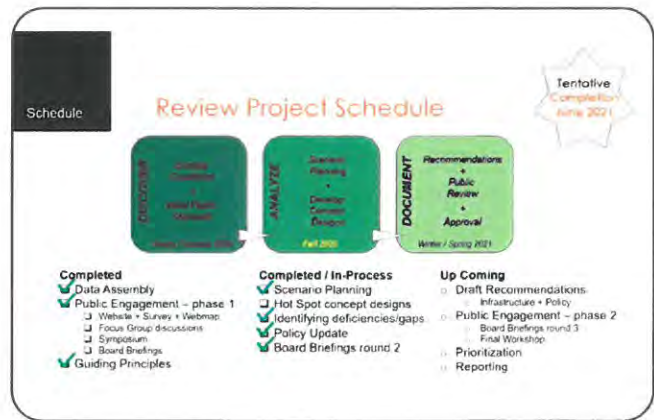 Schedule
Review Project Schedule
Tentative
Completion
June 2021
DISCOVER
Existing
Conditions
+
Initial Public
ANALYZE
Scenario
Planning
+
Develop
Concept
Designs
Fall 2020
DOCUMENT
Recommendations
+
Public
Review
+
Approval
Winter / Spring 2021
Completed
Data Assembly
Public Engagement – phase 1
Website + Survey + Webmap
Focus Group discussions
Symposium
Board Briefings
Guiding Principles
Completed / In-Process
Scenario Planning
Hot Spot concept designs
Identifying deficiencies/gaps
Policy Update
Board Briefings round 2
Up Coming
Draft Recommendations
Infrastructure + Policy
Public Engagement – phase 2
Board Briefings round 3
Final Workshop
Prioritization
Reporting